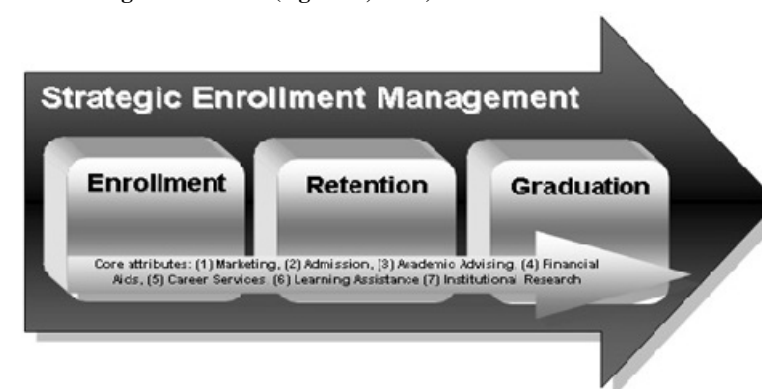 Strategic Enrollment Management
Enrollment Retention Graduation
Core attributes: (1) Marketing, (2) Admission, (3) Academic Advising, (4) Financial
Aids, (5) Career Services, (6) Learning Assistance (7) Institutional Research